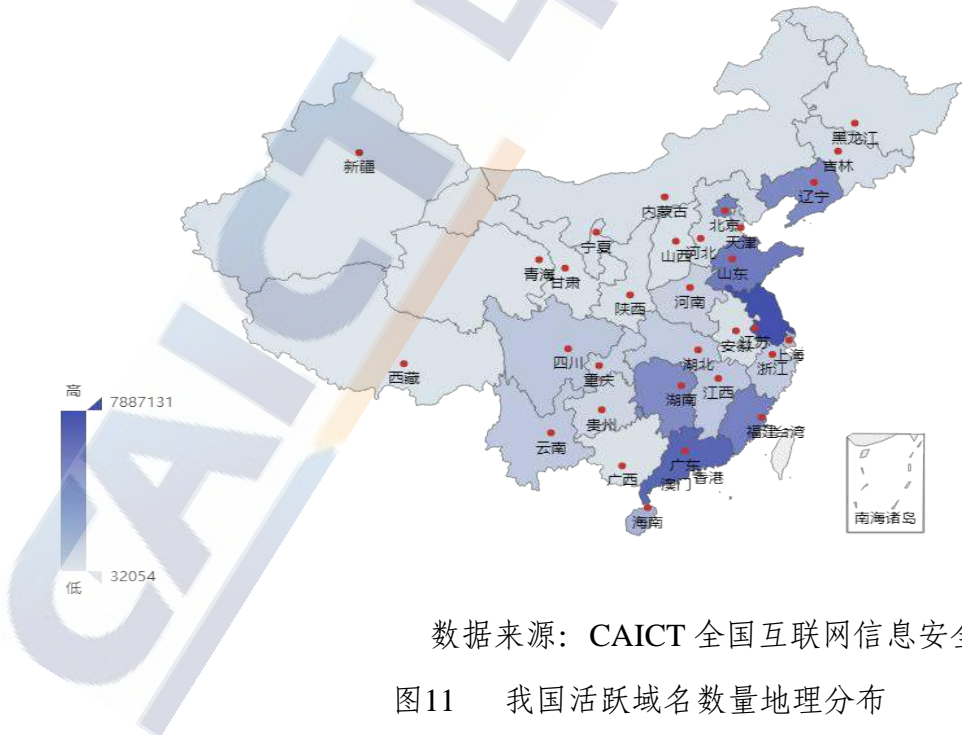 黑龙江
吉林
新疆
辽宁
内蒙古
北京
宁夏
天津
山西
河北
青海
甘肃
山东
河南
陕西
安徽
江苏
上海
四川
重庆
湖北
浙江
西藏
湖南
江西
高
7887131
贵州
福建
台湾
云南
广东
广西
澳门
香港
南海诸岛
海南
32054
低
CAICT
数据来源：CAICT 全国互联网信息安全
图11 我国活跃域名数量地理分布